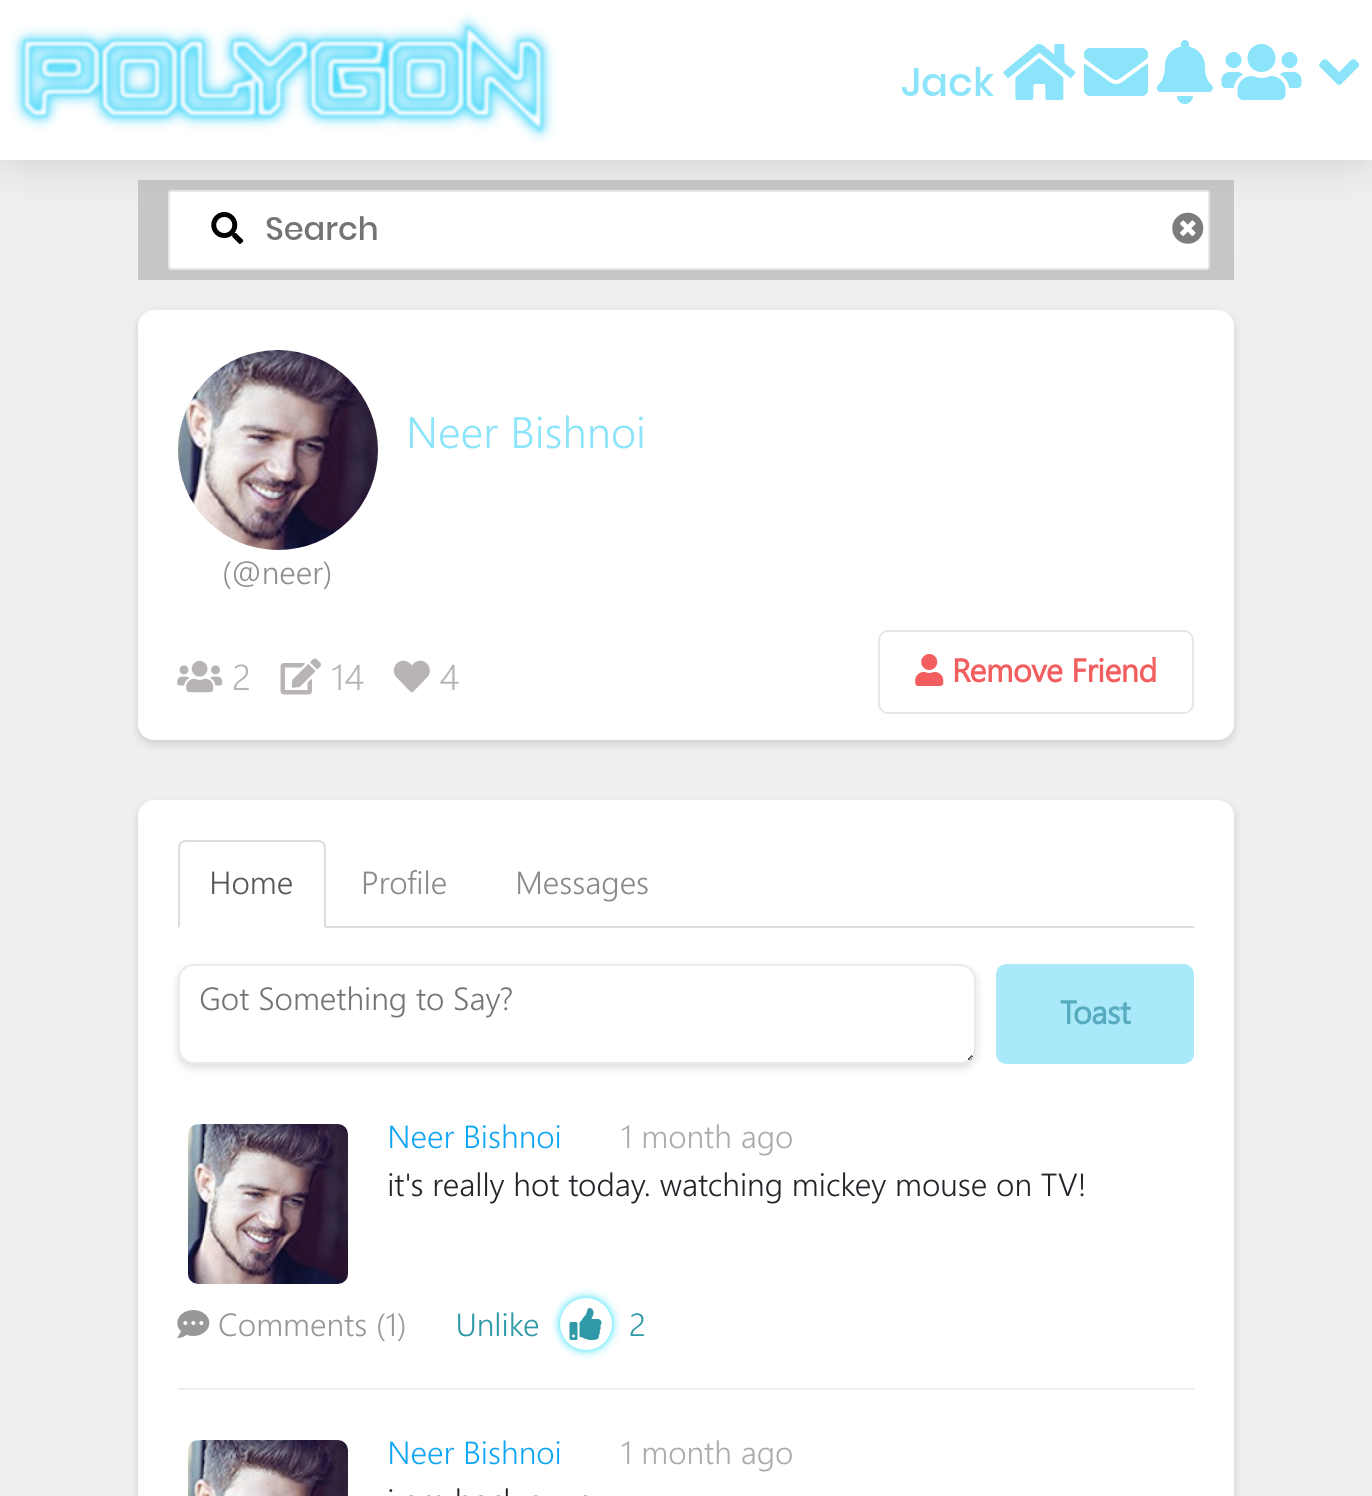 POLYGON
Jack
Search
Neer Bishnoi
(@neer)
2 14 4
Remove Friend
Home Profile Messages
Got Something to Say?
Toast
Neer Bishnoi 1 month ago
it's really hot today. watching mickey mouse on TV!
Comments (1) Unlike 2
Neer Bishnoi 1 month ago